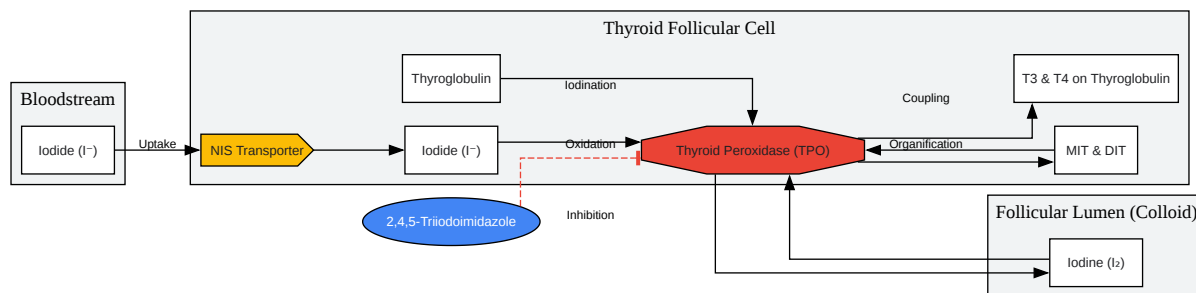 Thyroid Follicular Cell
Bloodstream
Thyroglobulin
T3 & T4 on Thyroglobulin
Iodination
Coupling
Iodide (I⁻)
Uptake
NIS Transporter
Iodide (I⁻)
Oxidation
Thyroid Peroxidase (TPO)
Organification
MIT & DIT
2,4,5-Triiodoimidazole
Inhibition
Follicular Lumen (Colloid)
Iodine (I₂)